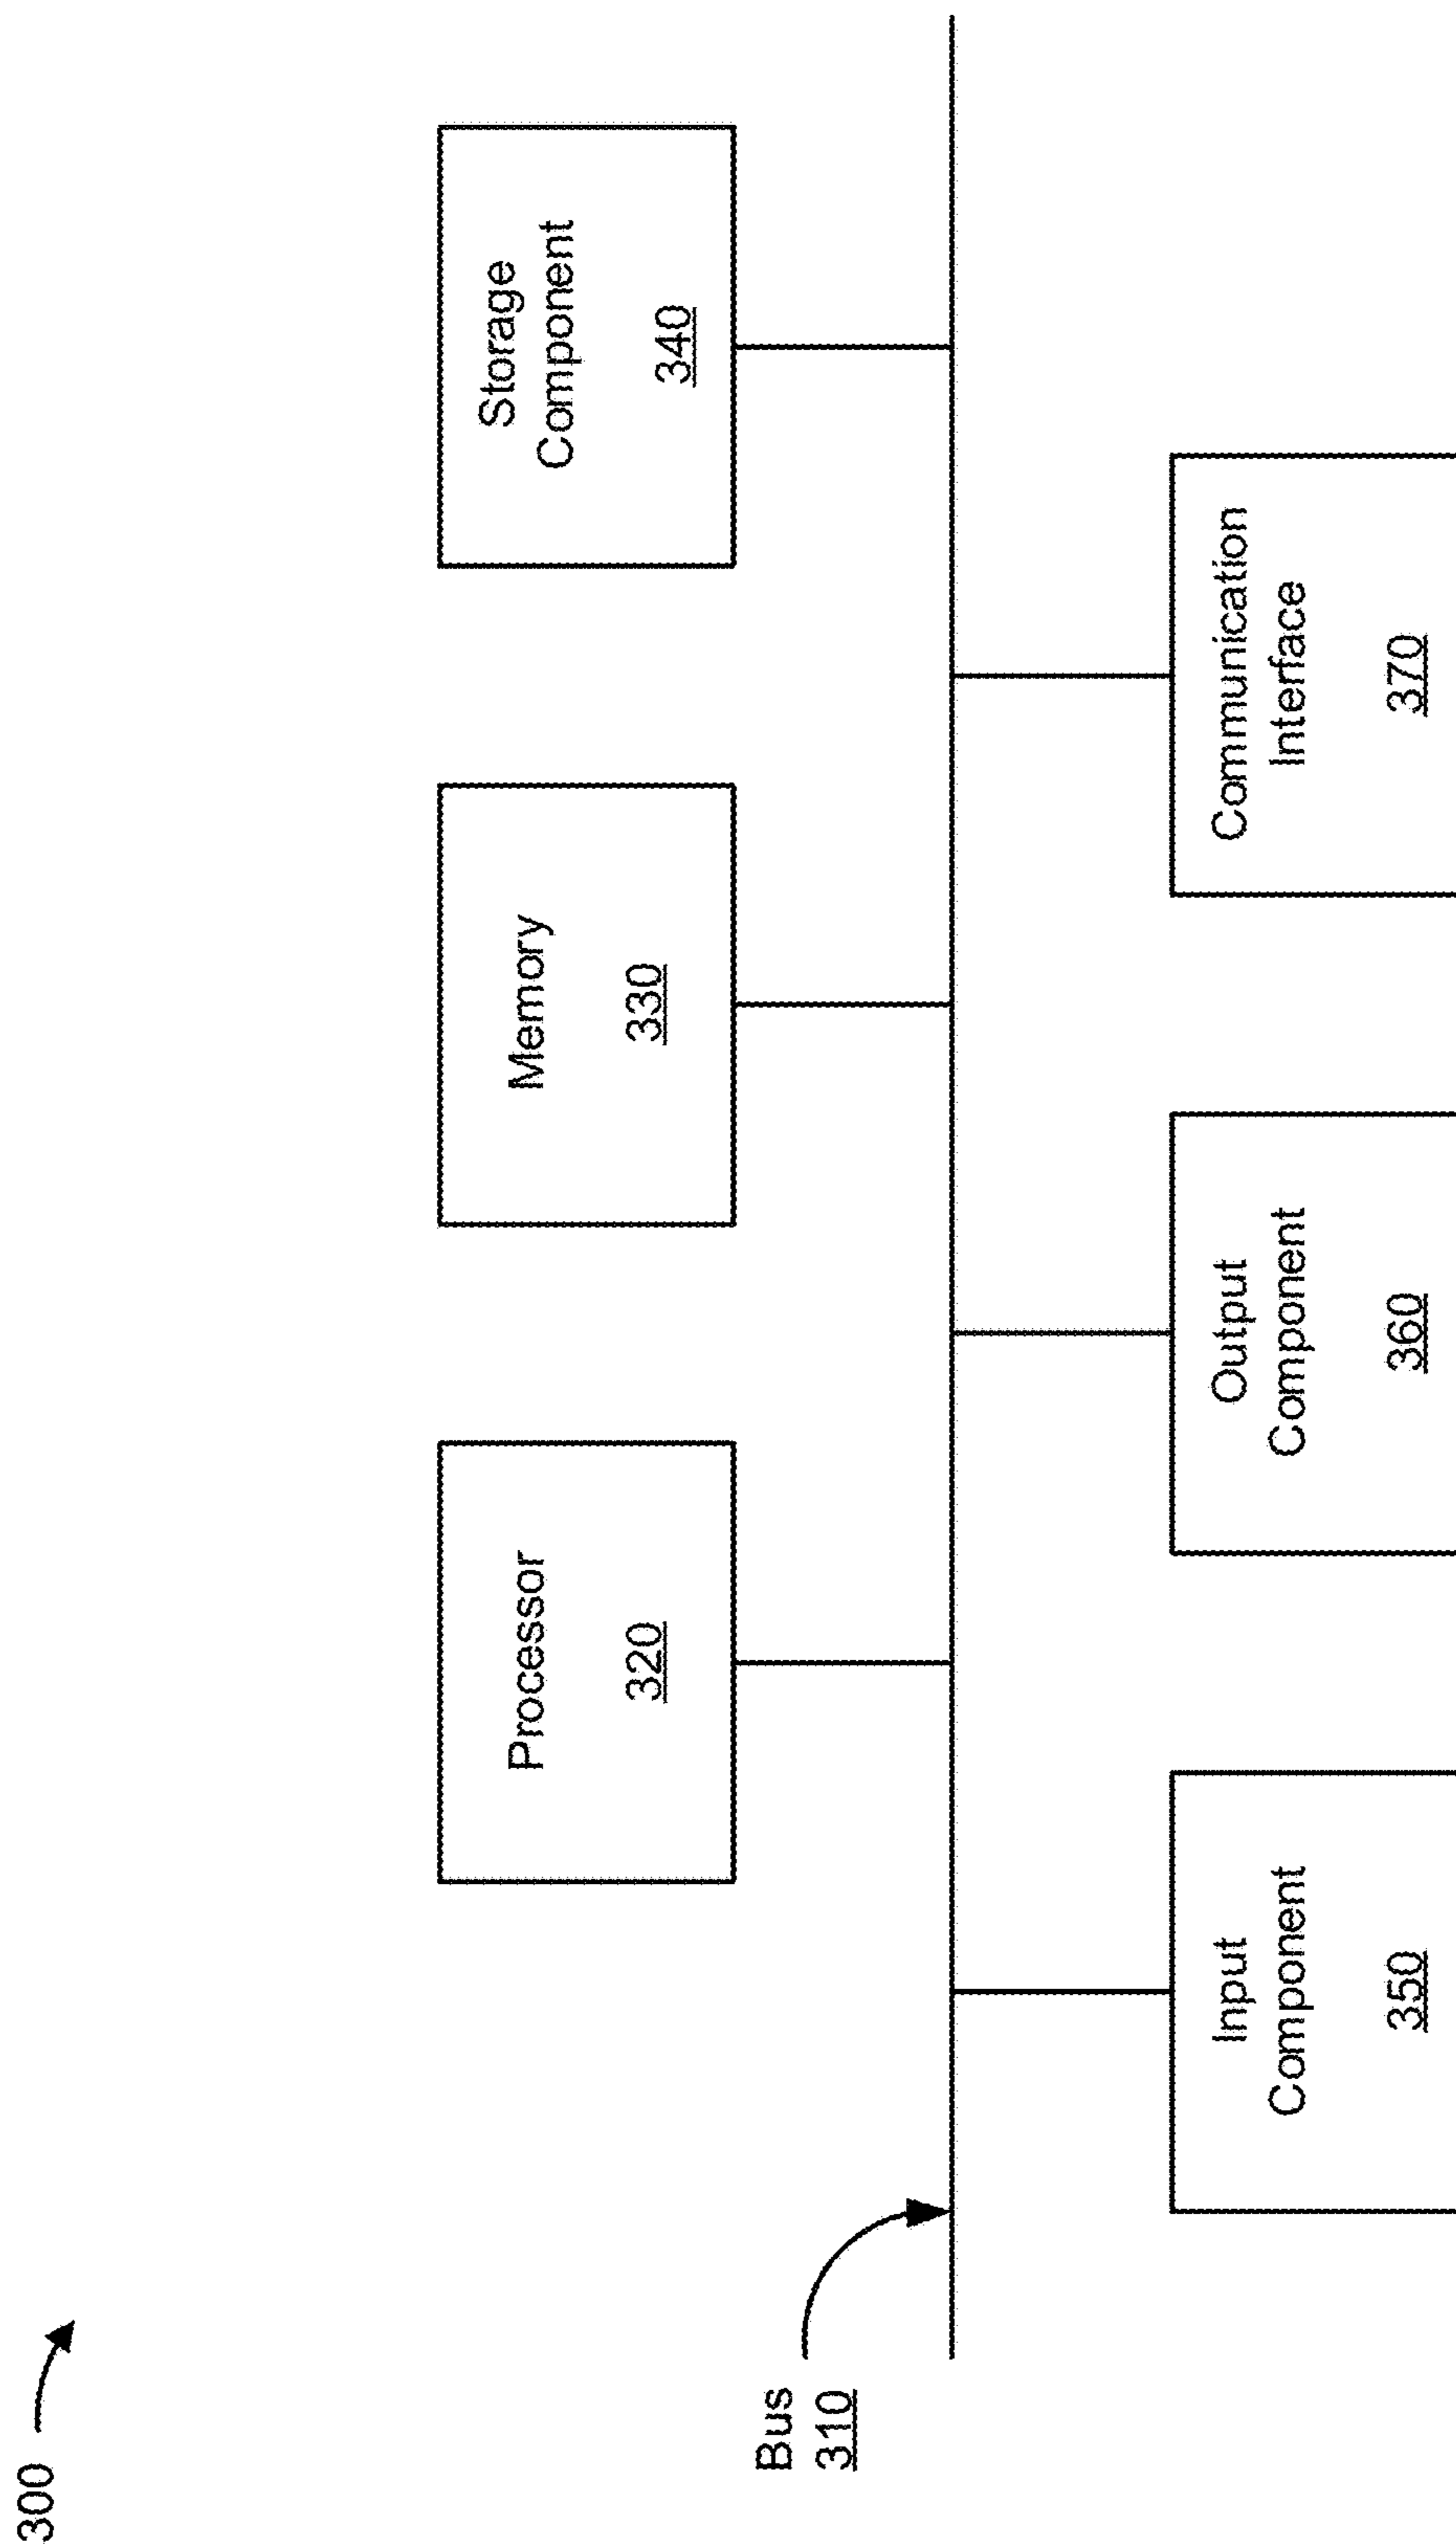 300
Processor
320
Memory
330
Storage
Component
340
Bus
310
Input
Component
350
Output
Component
360
Communication
Interface
370